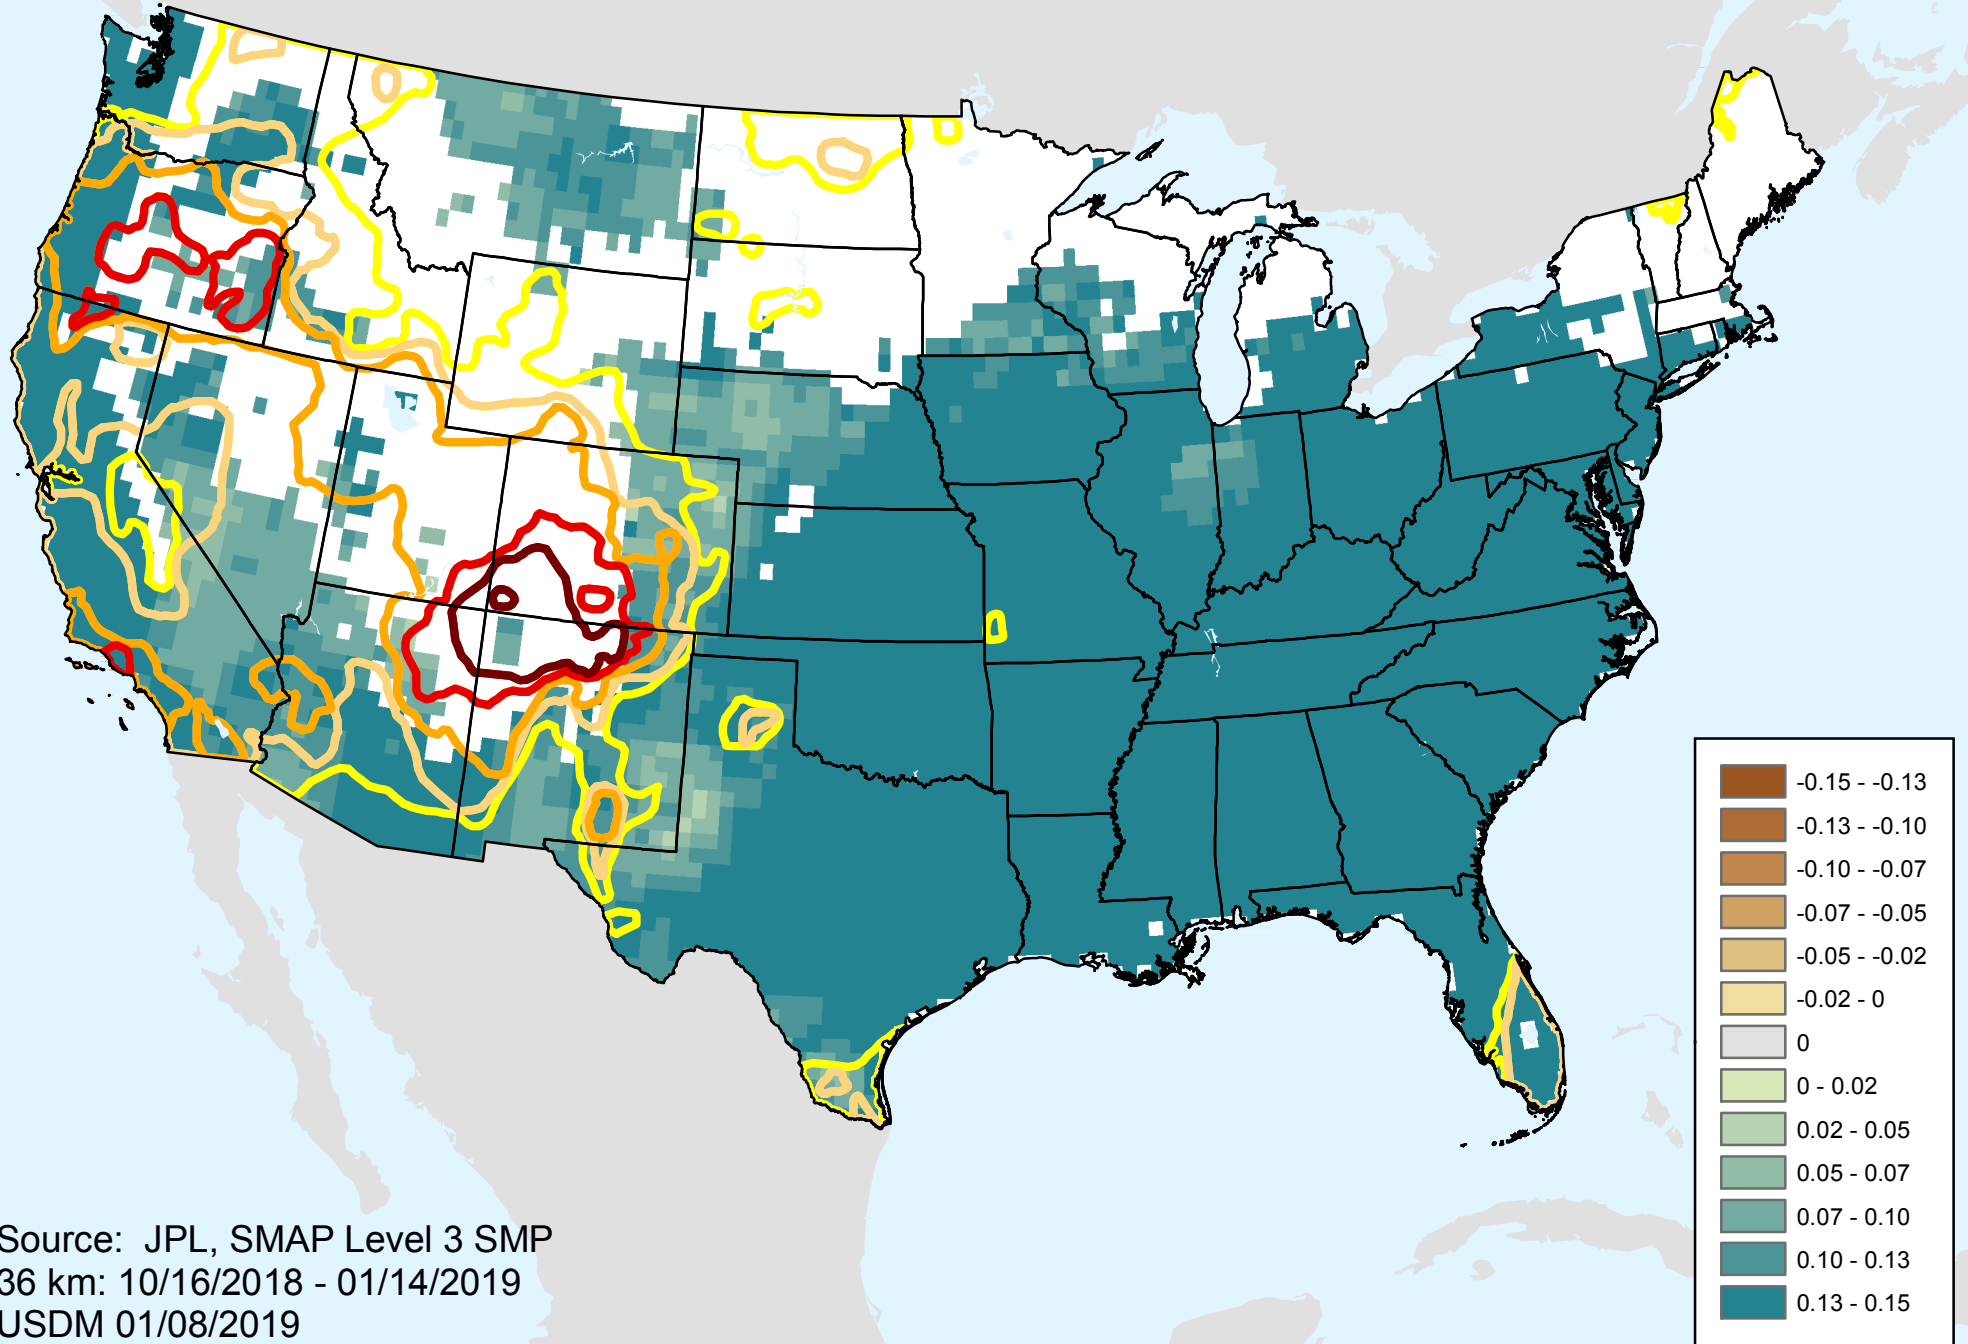 -0.15 - -0.13
-0.13 - -0.10
-0.10 - -0.07
-0.07 - -0.05
-0.05 - -0.02
-0.02 - 0
0
0 - 0.02
0.02 - 0.05
0.05 - 0.07
0.07 - 0.10
0.10 - 0.13
0.13 - 0.15
Source: JPL, SMAP Level 3 SMP
36 km: 10/16/2018 - 01/14/2019
USDM 01/08/2019